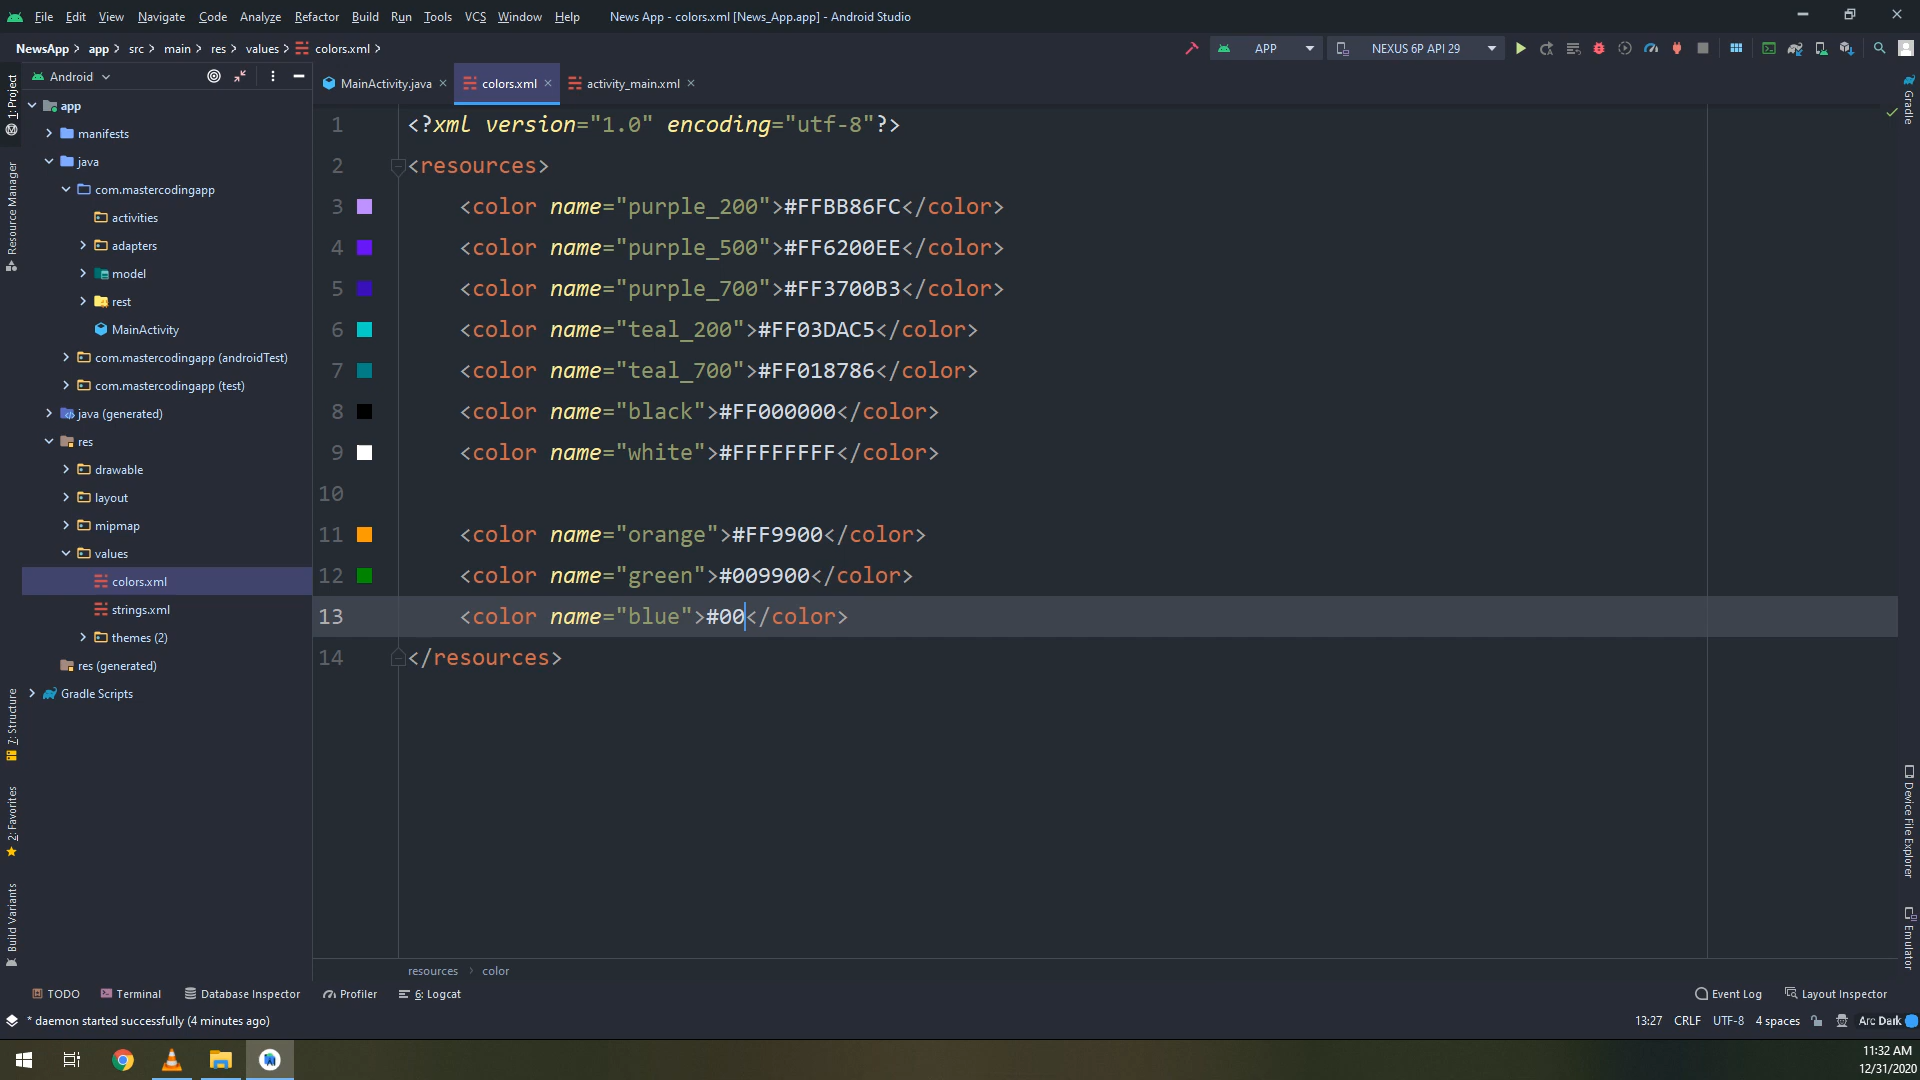 File Edit View Navigate Code Analyze Refactor Build Run Tools VCS Window Help News App - colors.xml [News_App.app] - Android Studio
NewsApp app src main res values colors.xml APP NEXUS 6P API 29
Android MainActivity.java colors.xml activity_main.xml
1: Project
Resource Manager
7: Structure
2: Favorites
Build Variants
app
manifests
java
com.mastercodingapp
activities
adapters
model
rest
MainActivity
com.mastercodingapp (androidTest)
com.mastercodingapp (test)
java (generated)
res
drawable
layout
mipmap
values
colors.xml
strings.xml
themes (2)
res (generated)
Gradle Scripts
1 <?xml version="1.0" encoding="utf-8"?>
2 <resources>
3 <color name="purple_200">#FFBB86FC</color>
4 <color name="purple_500">#FF6200EE</color>
5 <color name="purple_700">#FF3700B3</color>
6 <color name="teal_200">#FF03DAC5</color>
7 <color name="teal_700">#FF018786</color>
8 <color name="black">#FF000000</color>
9 <color name="white">#FFFFFFFF</color>
10
11 <color name="orange">#FF9900</color>
12 <color name="green">#009900</color>
13 <color name="blue">#00</color>
14 </resources>
Gradle
Device File Explorer
Emulator
resources color
TODO Terminal Database Inspector Profiler 6: Logcat Event Log Layout Inspector
* daemon started successfully (4 minutes ago) 13:27 CRLF UTF-8 4 spaces Arc Dark
11:32 AM
12/31/2020